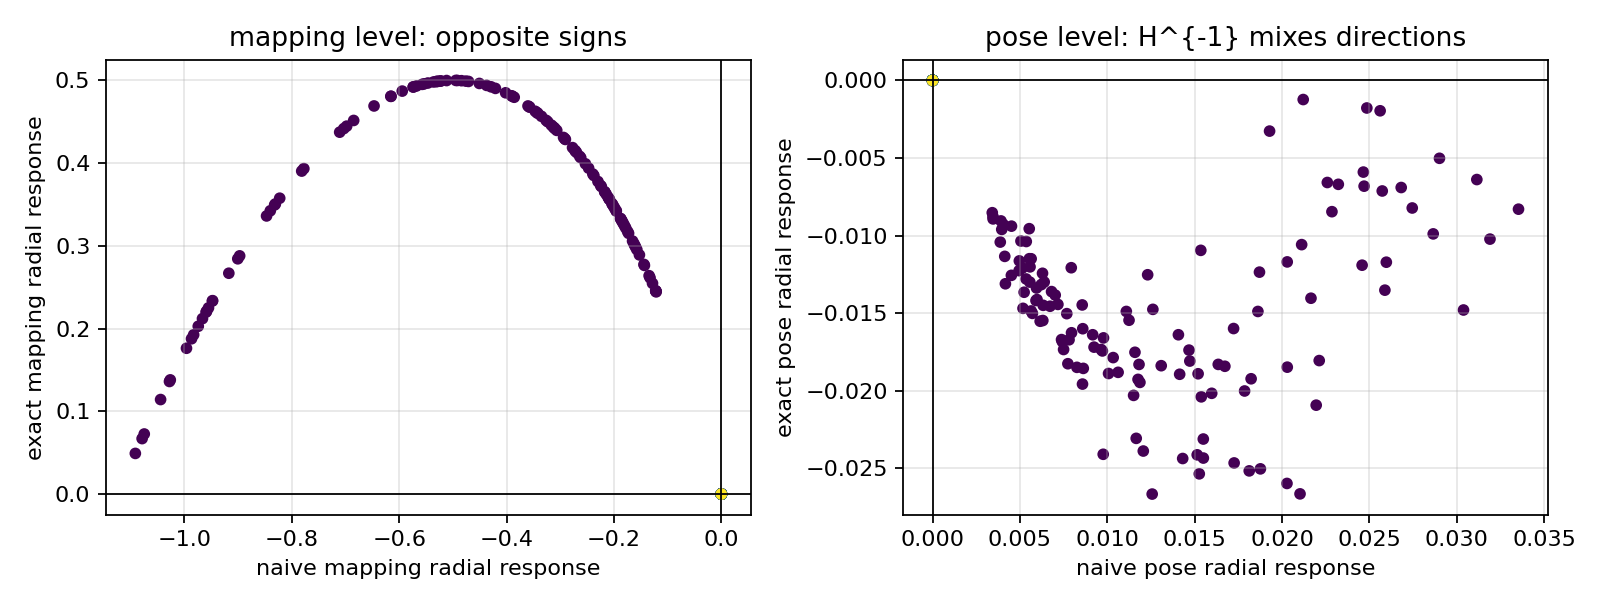 mapping level: opposite signs
exact mapping radial response
0.5
0.4
0.3
0.2
0.1
0.0
−1.0 −0.8 −0.6 −0.4 −0.2 0.0
naive mapping radial response
pose level: H^{-1} mixes directions
exact pose radial response
0.000
−0.005
−0.010
−0.015
−0.020
−0.025
0.000 0.005 0.010 0.015 0.020 0.025 0.030 0.035
naive pose radial response